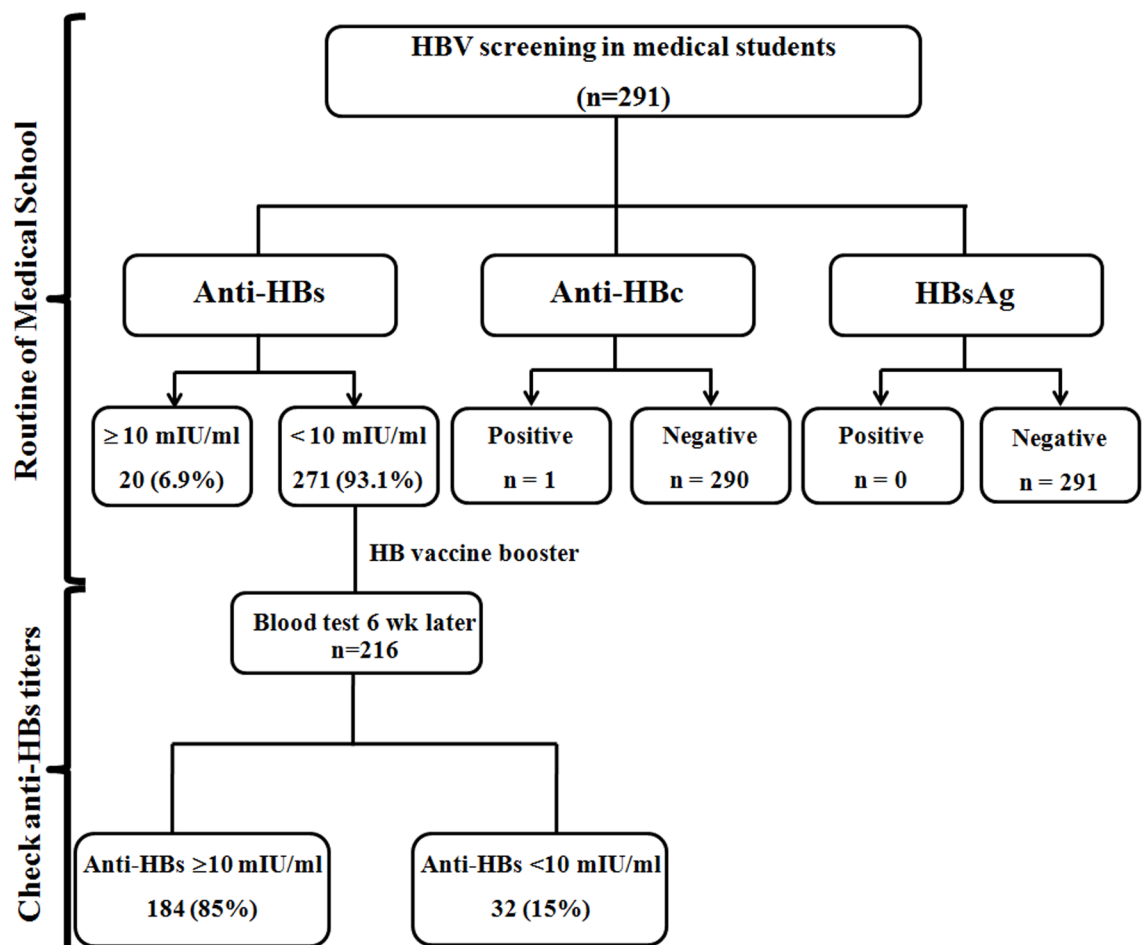 HBV screening in medical students
(n=291)
Routine of Medical School
Anti-HBs
Anti-HBc
HBsAg
≥ 10 mIU/ml
20 (6.9%)
< 10 mIU/ml
271 (93.1%)
Positive
n = 1
Negative
n = 290
Positive
n = 0
Negative
n = 291
HB vaccine booster
Check anti-HBs titers
Blood test 6 wk later
n=216
Anti-HBs ≥10 mIU/ml
184 (85%)
Anti-HBs <10 mIU/ml
32 (15%)